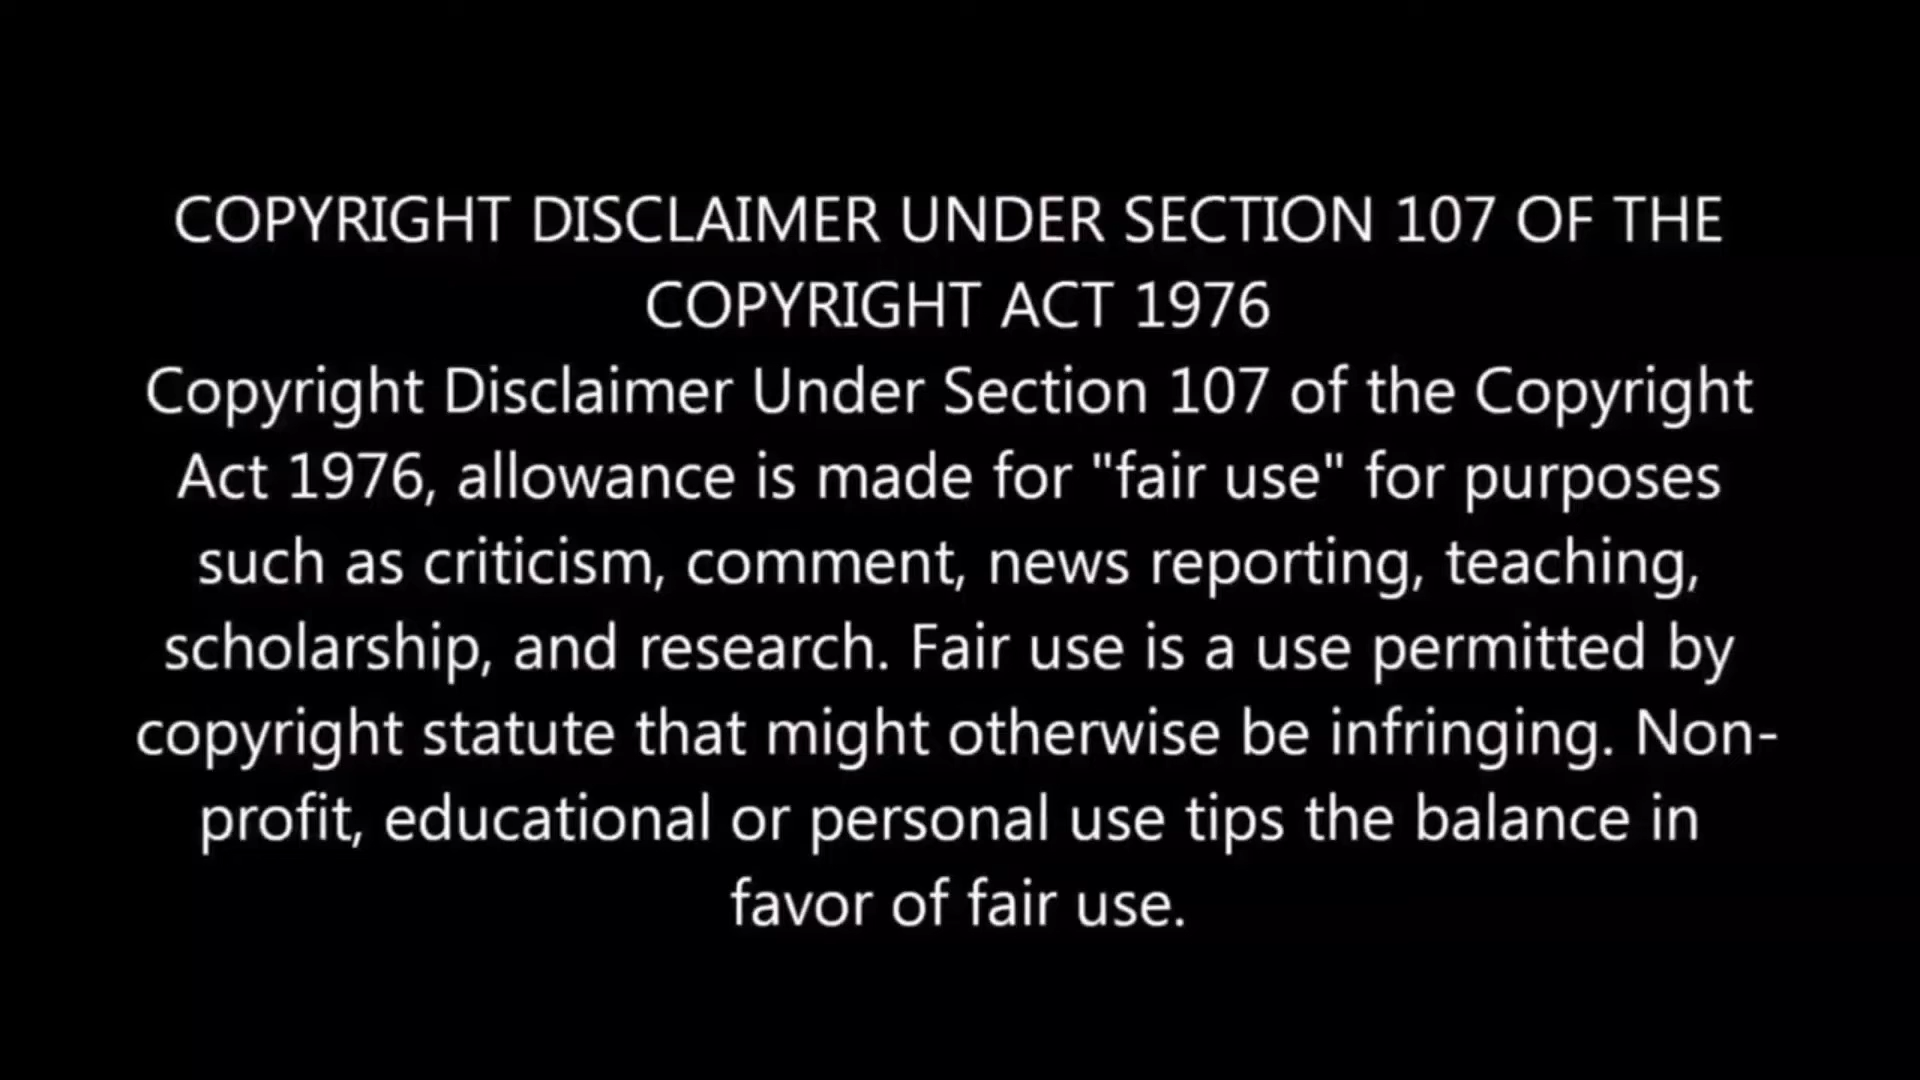 COPYRIGHT DISCLAIMER UNDER SECTION 107 OF THE
COPYRIGHT ACT 1976
Copyright Disclaimer Under Section 107 of the Copyright
Act 1976, allowance is made for "fair use" for purposes
such as criticism, comment, news reporting, teaching,
scholarship, and research. Fair use is a use permitted by
copyright statute that might otherwise be infringing. Non-
profit, educational or personal use tips the balance in
favor of fair use.